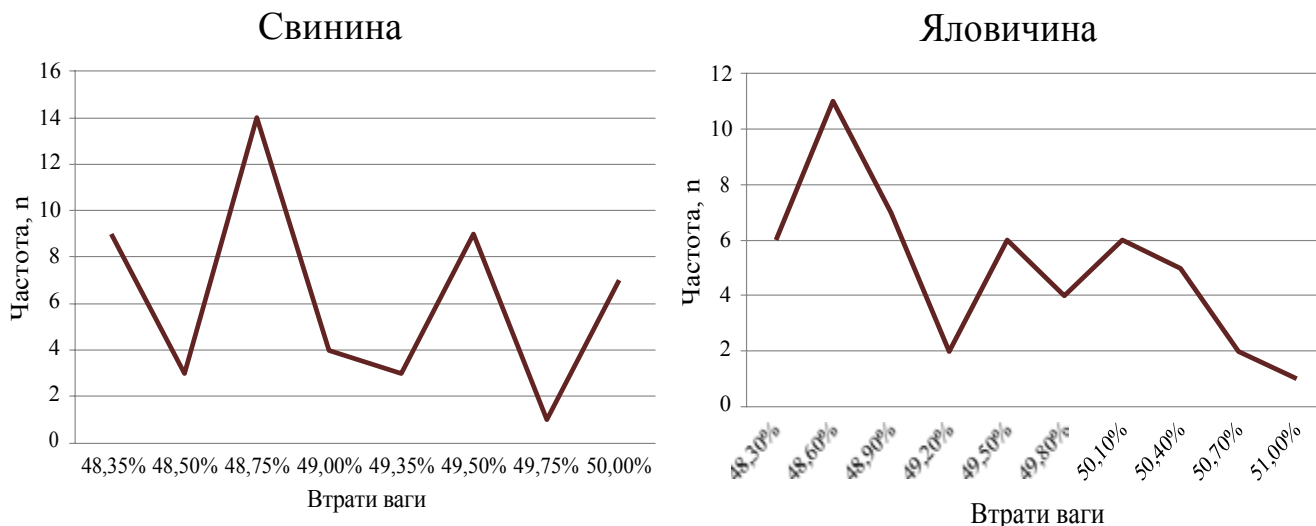 Свинина
16
14
12
10
8
6
4
2
0
Частота, n
48,35% 48,50% 48,75% 49,00% 49,35% 49,50% 49,75% 50,00%
Втрати ваги
Яловичина
12
10
8
6
4
2
0
Частота, n
48,30% 48,60% 48,90% 49,20% 49,50% 49,80% 50,10% 50,40% 50,70% 51,00%
Втрати ваги